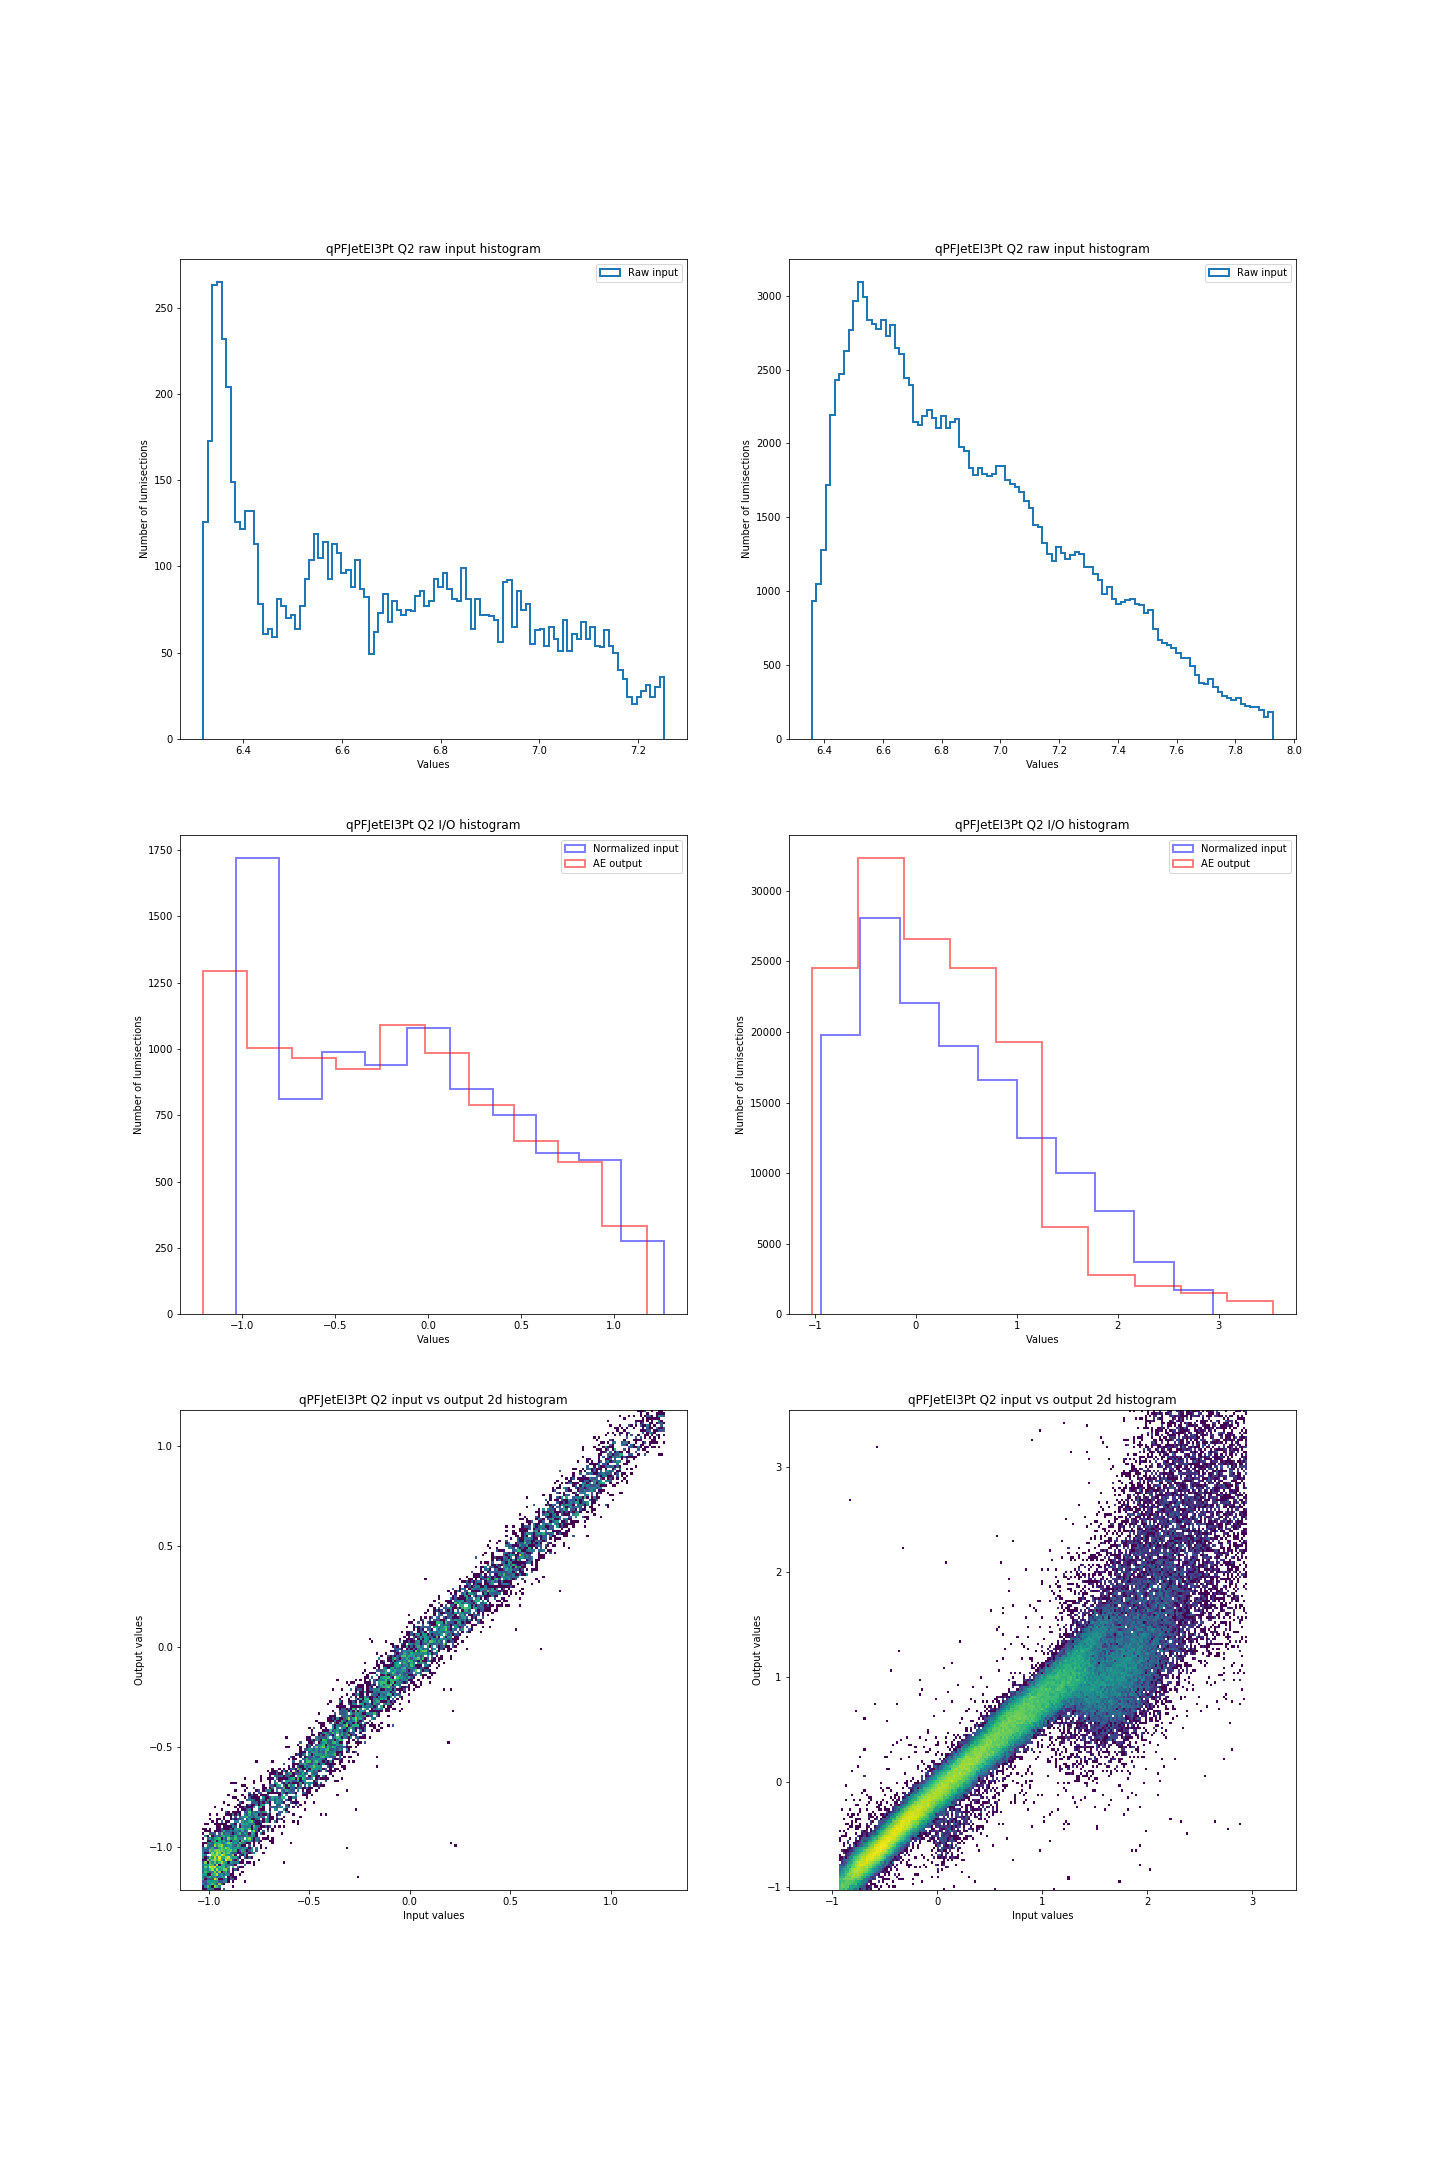 qPFJetEI3Pt Q2 raw input histogram
Raw input
Number of lumisections
250
200
150
100
50
0
6.4 6.6 6.8 7.0 7.2
Values
qPFJetEI3Pt Q2 raw input histogram
Raw input
Number of lumisections
3000
2500
2000
1500
1000
500
0
6.4 6.6 6.8 7.0 7.2 7.4 7.6 7.8 8.0
Values
qPFJetEI3Pt Q2 I/O histogram
Normalized input
AE output
Number of lumisections
1750
1500
1250
1000
750
500
250
0
−1.0 −0.5 0.0 0.5 1.0
Values
qPFJetEI3Pt Q2 I/O histogram
Normalized input
AE output
Number of lumisections
30000
25000
20000
15000
10000
5000
0
−1 0 1 2 3
Values
qPFJetEI3Pt Q2 input vs output 2d histogram
Output values
1.0
0.5
0.0
−0.5
−1.0
−1.0 −0.5 0.0 0.5 1.0
Input values
qPFJetEI3Pt Q2 input vs output 2d histogram
Output values
3
2
1
0
−1
−1 0 1 2 3
Input values